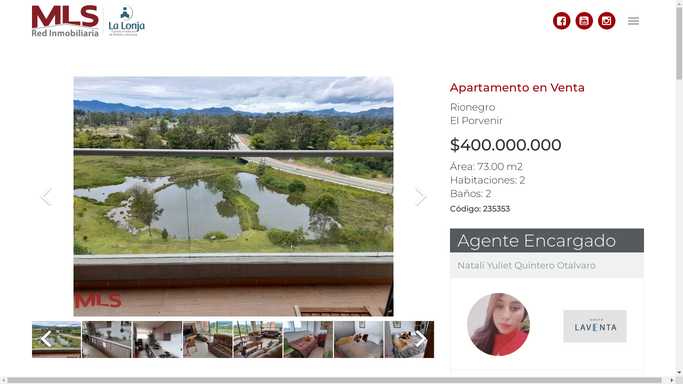 MLS
Red Inmobiliaria
La Lonja
Apartamento en Venta
Rionegro
El Porvenir
$400.000.000
Área: 73.00 m2
Habitaciones: 2
Baños: 2
Código: 235353
MLS
Agente Encargado
Natali Yuliet Quintero Otalvaro
LAVENTA